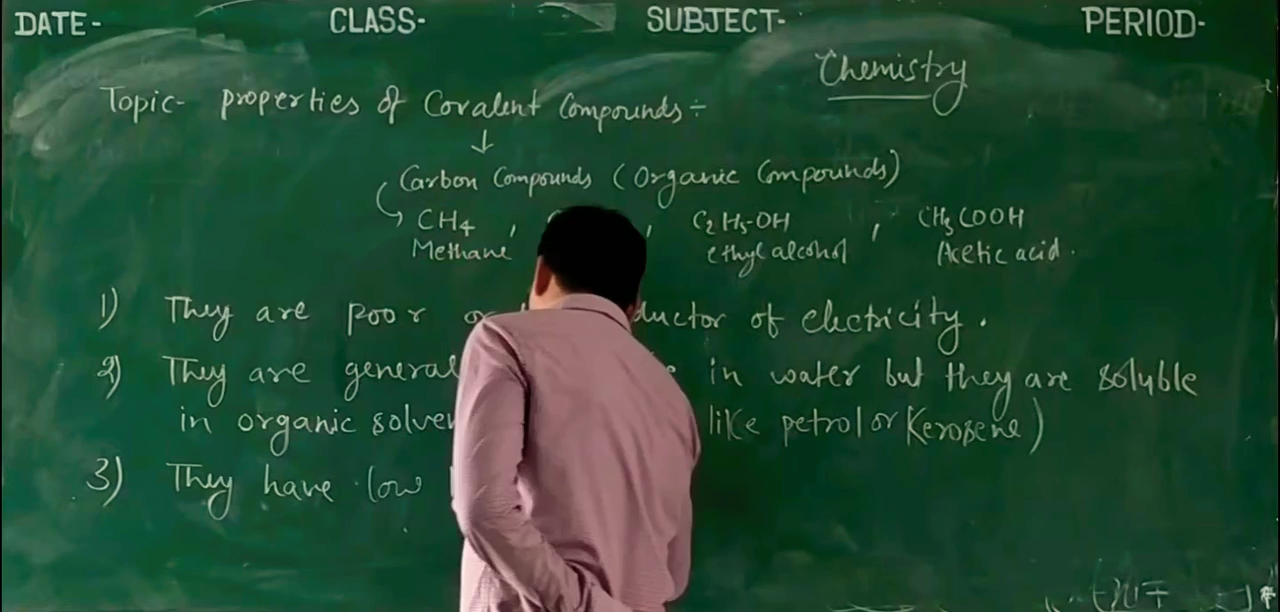 DATE- CLASS- SUBJECT- PERIOD-
Chemistry
Topic- properties of Covalent Compounds÷
↓
Carbon Compounds (Organic Compounds)
CH4 , , C2H5-OH , CH3COOH
Methane ethyl alcohol Acetic acid.
1) They are poor or ductor of electricity.
2) They are general in water but they are soluble
in organic solven like petrol or Kerosene)
3) They have low